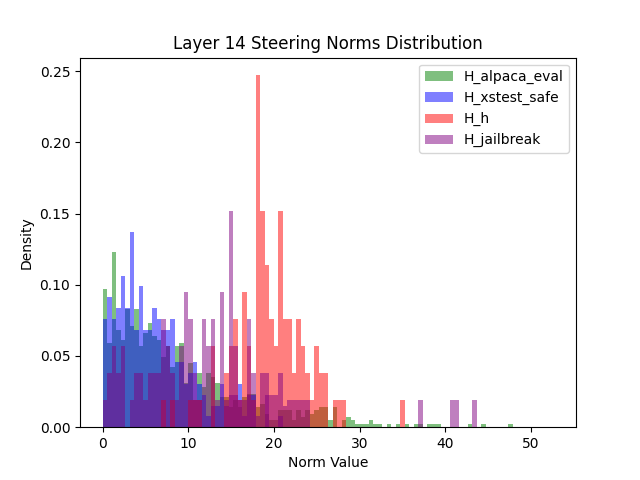 Layer 14 Steering Norms Distribution
H_alpaca_eval
H_xstest_safe
H_h
H_jailbreak
Density
0.25
0.20
0.15
0.10
0.05
0.00
0 10 20 30 40 50
Norm Value